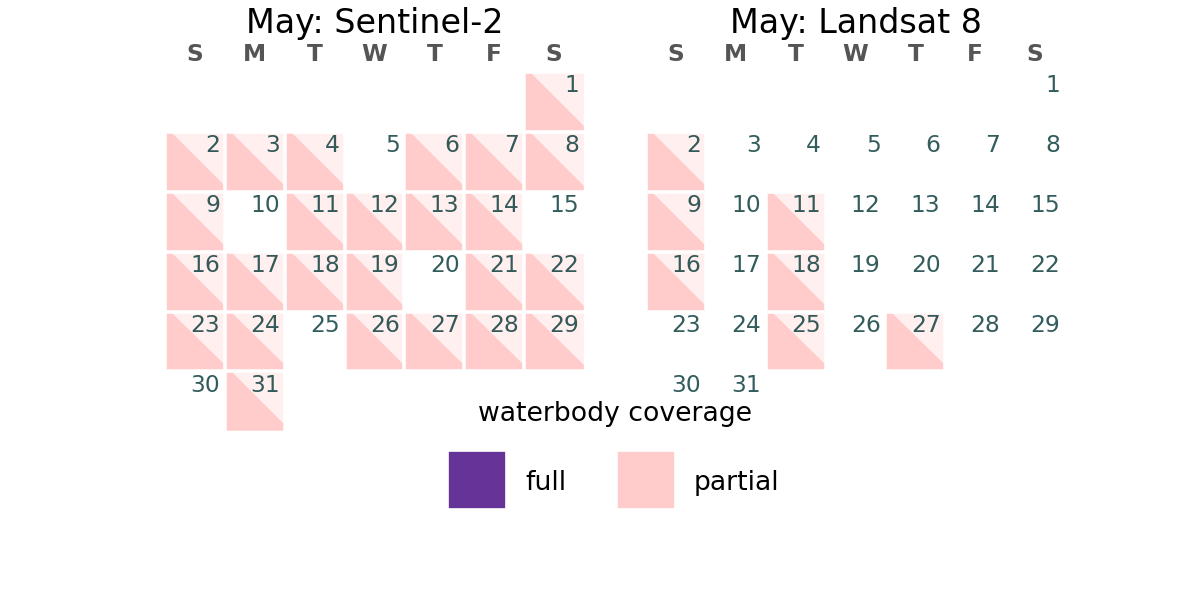 May: Sentinel-2
S M T W T F S
1
2 3 4 5 6 7 8
9 10 11 12 13 14 15
16 17 18 19 20 21 22
23 24 25 26 27 28 29
30 31
May: Landsat 8
S M T W T F S
1
2 3 4 5 6 7 8
9 10 11 12 13 14 15
16 17 18 19 20 21 22
23 24 25 26 27 28 29
30 31
waterbody coverage
full partial